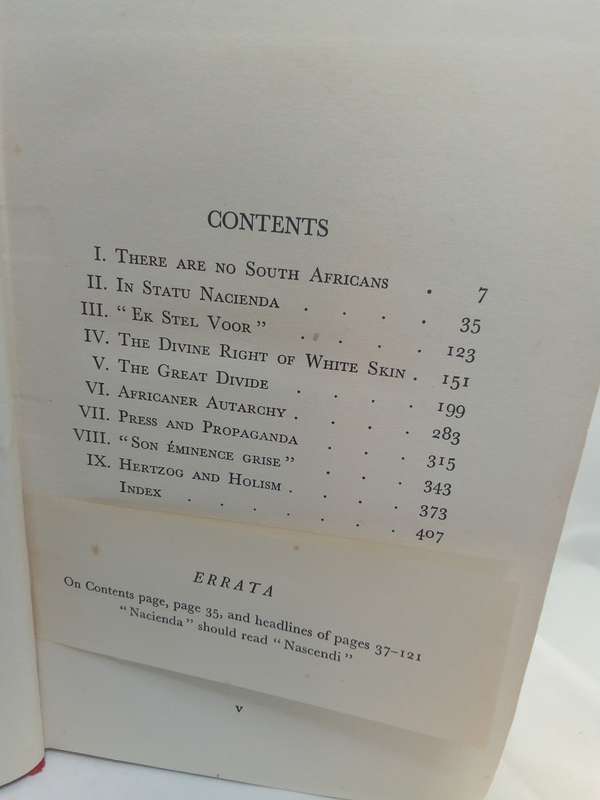 CONTENTS
I. There are no South Africans . 7
II. In Statu Nacienda . . . . 35
III. "Ek Stel Voor" . . . . 123
IV. The Divine Right of White Skin . 151
V. The Great Divide . . . . 199
VI. Africaner Autarchy . . . . 283
VII. Press and Propaganda . . . 315
VIII. "Son éminence grise" . . . 343
IX. Hertzog and Holism . . . . 373
Index . . . . . . . 407
ERRATA
On Contents page, page 35, and headlines of pages 37–121
"Nacienda" should read "Nascendi"
v